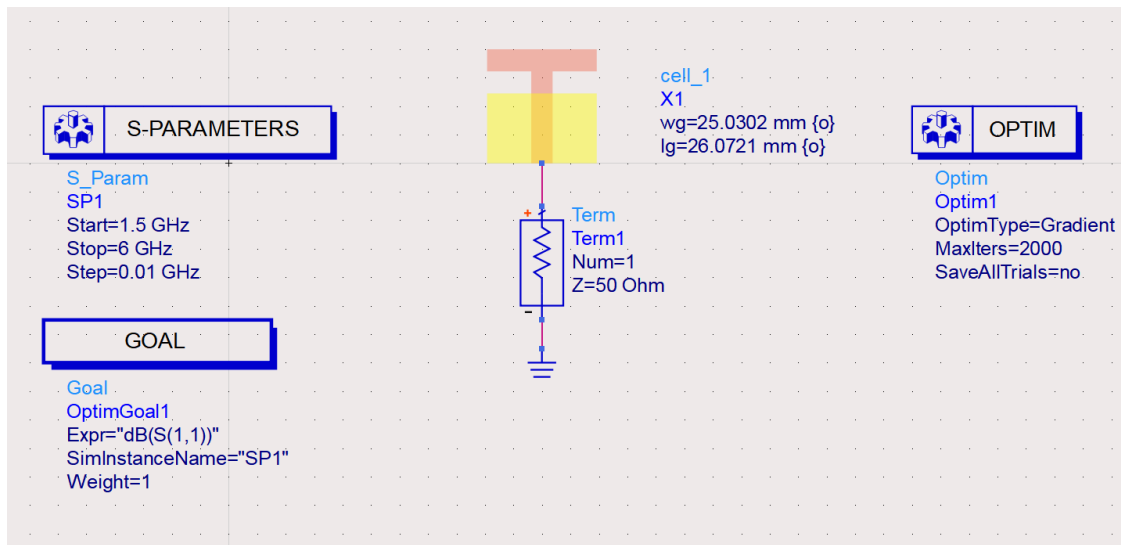 S-PARAMETERS
S_Param
SP1
Start=1.5 GHz
Stop=6 GHz
Step=0.01 GHz
GOAL
Goal
OptimGoal1
Expr="dB(S(1,1))"
SimInstanceName="SP1"
Weight=1
cell_1
X1
wg=25.0302 mm {o}
lg=26.0721 mm {o}
+
Term
Term1
Num=1
Z=50 Ohm
-
OPTIM
Optim
Optim1
OptimType=Gradient
MaxIters=2000
SaveAllTrials=no